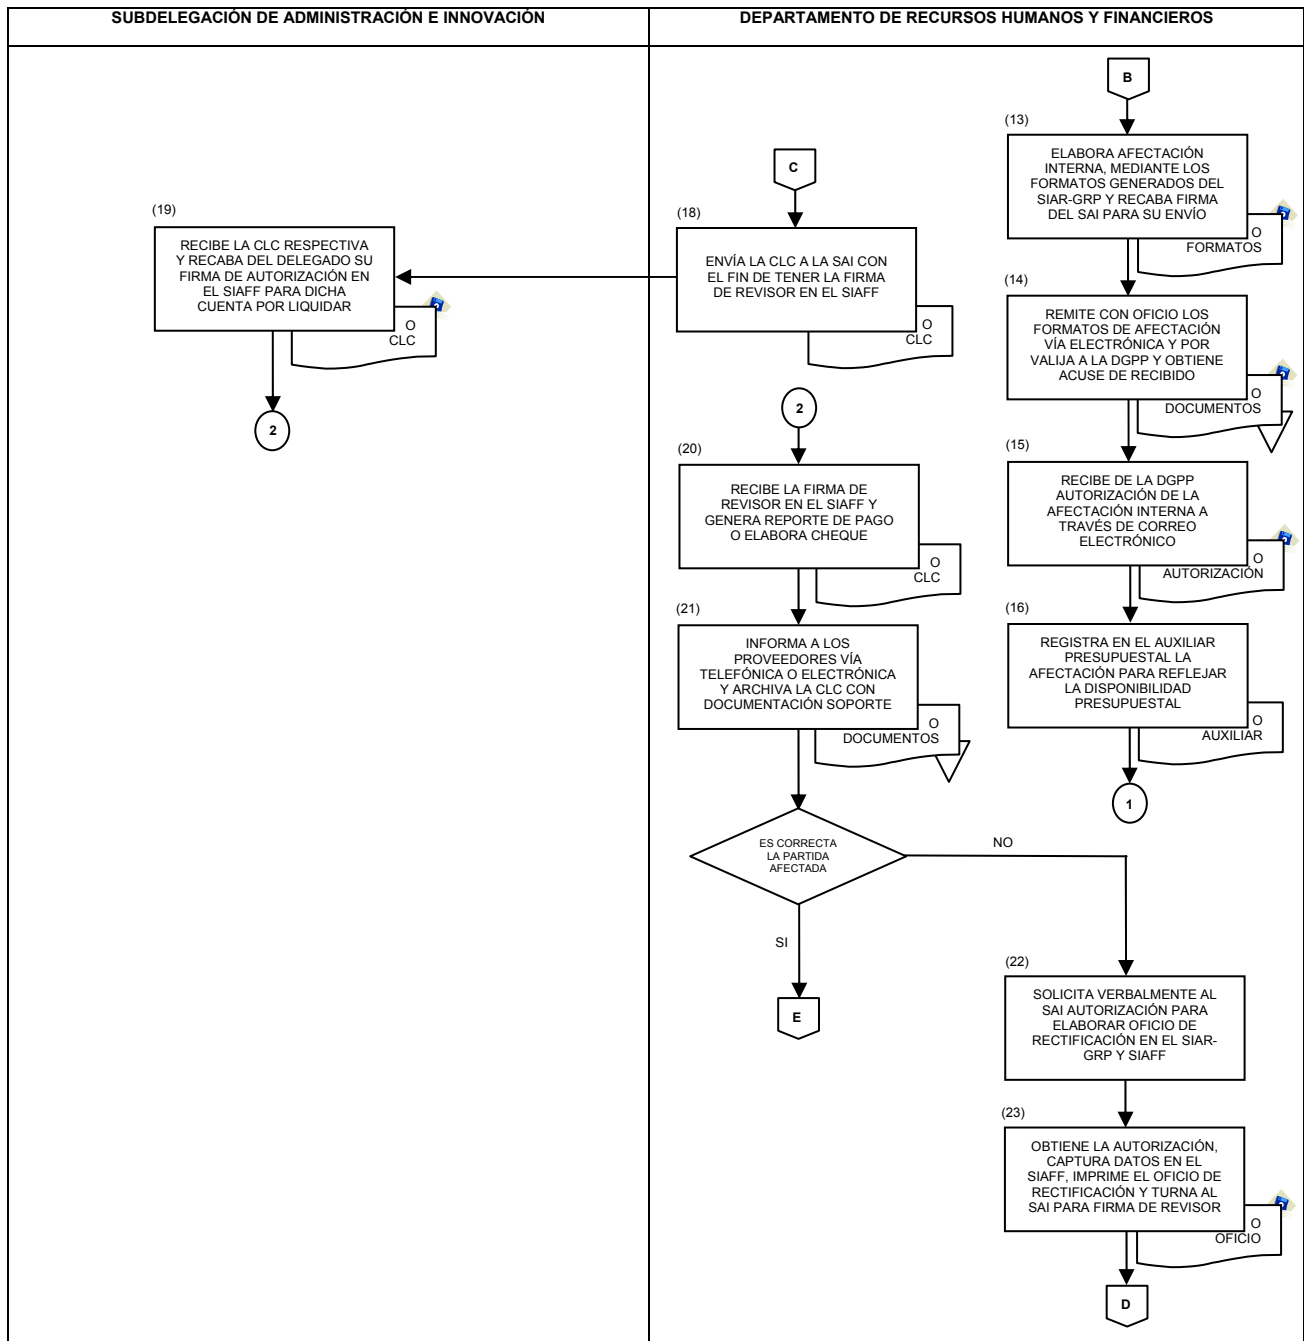 SUBDELEGACIÓN DE ADMINISTRACIÓN E INNOVACIÓN
DEPARTAMENTO DE RECURSOS HUMANOS Y FINANCIEROS
(19)
RECIBE LA CLC RESPECTIVA
Y RECABA DEL DELEGADO SU
FIRMA DE AUTORIZACIÓN EN
EL SIAFF PARA DICHA
CUENTA POR LIQUIDAR
O
CLC
2
C
(18)
ENVÍA LA CLC A LA SAI CON
EL FIN DE TENER LA FIRMA
DE REVISOR EN EL SIAFF
O
CLC
2
(20)
RECIBE LA FIRMA DE
REVISOR EN EL SIAFF Y
GENERA REPORTE DE PAGO
O ELABORA CHEQUE
O
CLC
(21)
INFORMA A LOS
PROVEEDORES VÍA
TELEFÓNICA O ELECTRÓNICA
Y ARCHIVA LA CLC CON
DOCUMENTACIÓN SOPORTE
O
DOCUMENTOS
ES CORRECTA
LA PARTIDA
AFECTADA
NO
SI
E
B
(13)
ELABORA AFECTACIÓN
INTERNA, MEDIANTE LOS
FORMATOS GENERADOS DEL
SIAR-GRP Y RECABA FIRMA
DEL SAI PARA SU ENVÍO
O
FORMATOS
(14)
REMITE CON OFICIO LOS
FORMATOS DE AFECTACIÓN
VÍA ELECTRÓNICA Y POR
VALIJA A LA DGPP Y OBTIENE
ACUSE DE RECIBIDO
O
DOCUMENTOS
(15)
RECIBE DE LA DGPP
AUTORIZACIÓN DE LA
AFECTACIÓN INTERNA A
TRAVÉS DE CORREO
ELECTRÓNICO
O
AUTORIZACIÓN
(16)
REGISTRA EN EL AUXILIAR
PRESUPUESTAL LA
AFECTACIÓN PARA REFLEJAR
LA DISPONIBILIDAD
PRESUPUESTAL
O
AUXILIAR
1
(22)
SOLICITA VERBALMENTE AL
SAI AUTORIZACIÓN PARA
ELABORAR OFICIO DE
RECTIFICACIÓN EN EL SIAR-
GRP Y SIAFF
(23)
OBTIENE LA AUTORIZACIÓN,
CAPTURA DATOS EN EL
SIAFF, IMPRIME EL OFICIO DE
RECTIFICACIÓN Y TURNA AL
SAI PARA FIRMA DE REVISOR
O
OFICIO
D